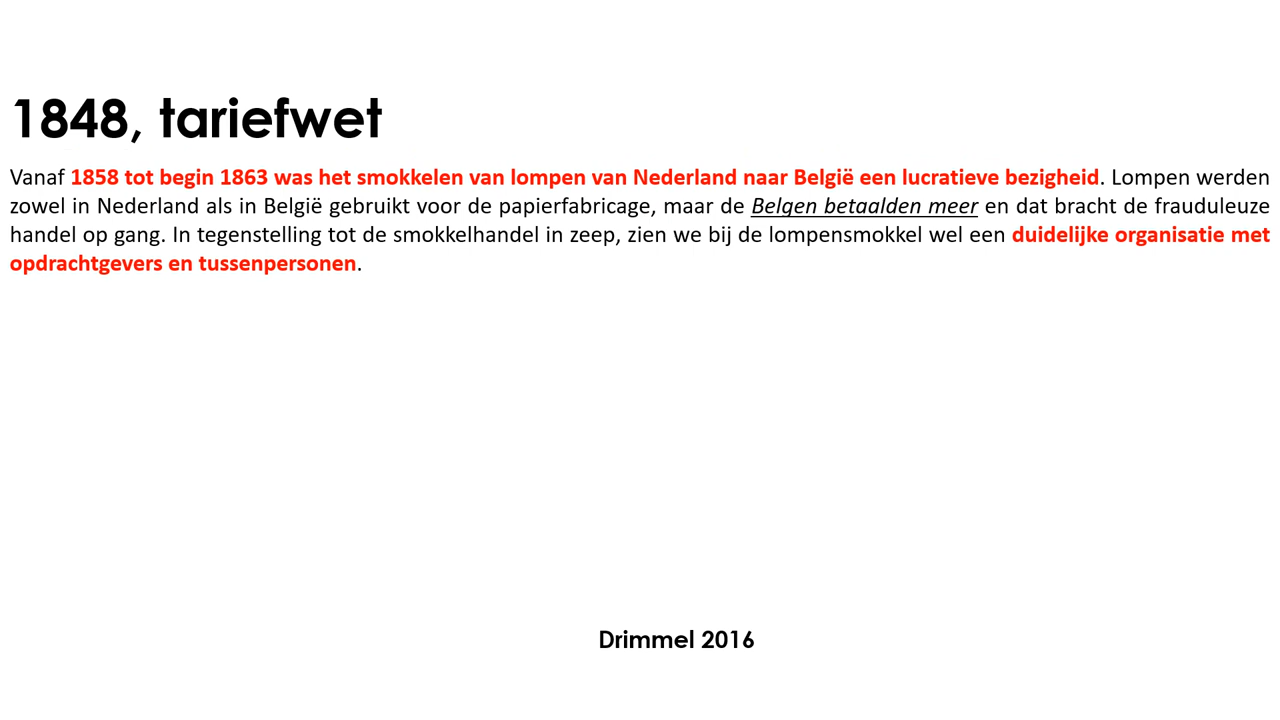 1848, tariefwet
Vanaf 1858 tot begin 1863 was het smokkelen van lompen van Nederland naar België een lucratieve bezigheid. Lompen werden
zowel in Nederland als in België gebruikt voor de papierfabricage, maar de Belgen betaalden meer en dat bracht de frauduleuze
handel op gang. In tegenstelling tot de smokkelhandel in zeep, zien we bij de lompensmokkel wel een duidelijke organisatie met
opdrachtgevers en tussenpersonen.
Drimmel 2016